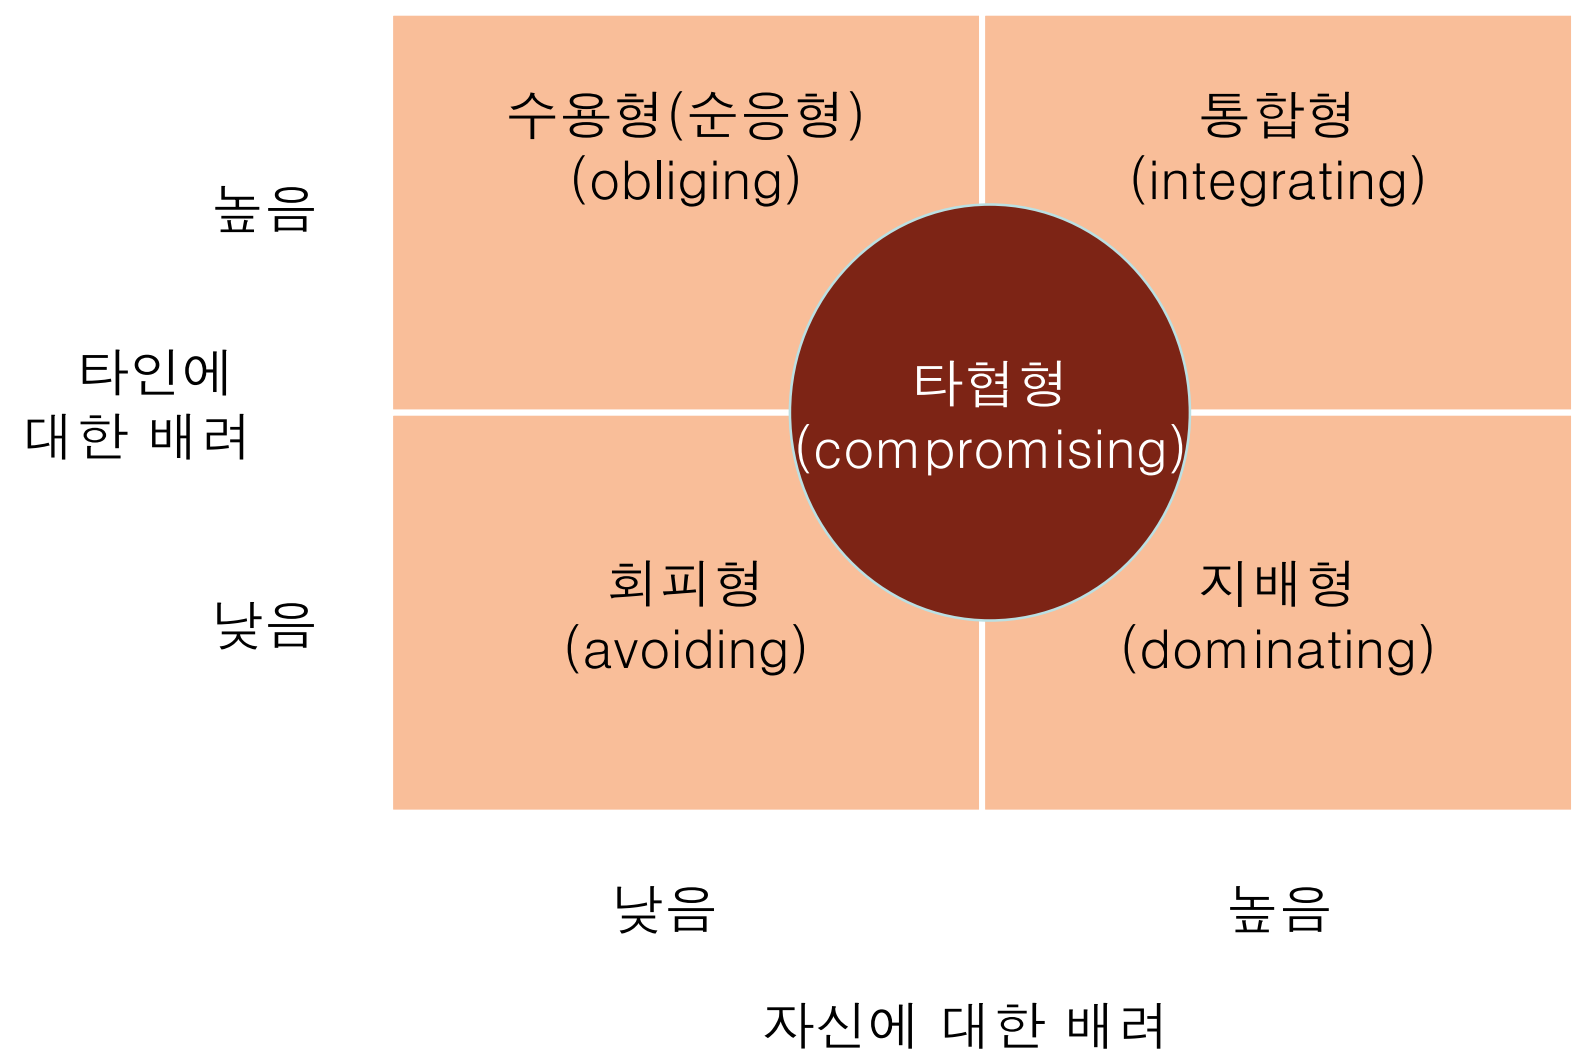 수용형(순응형)
(obliging)
통합형
(integrating)
높음
타인에
대한 배려
타협형
(compromising)
낮음
회피형
(avoiding)
지배형
(dominating)
낮음
높음
자신에 대한 배려